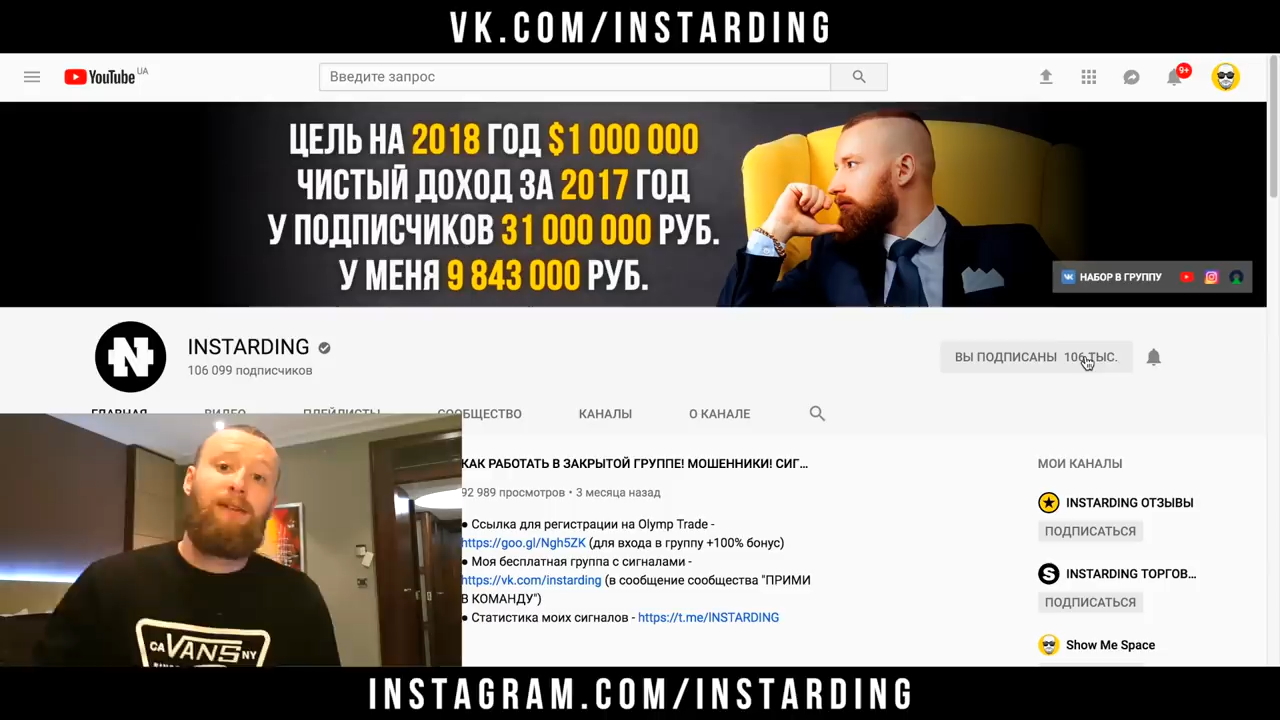 VK.COM/INSTARDING
YouTube UA
Введите запрос
9+
ЦЕЛЬ НА 2018 ГОД $1 000 000
ЧИСТЫЙ ДОХОД ЗА 2017 ГОД
У ПОДПИСЧИКОВ 31 000 000 РУБ.
У МЕНЯ 9 843 000 РУБ.
НАБОР В ГРУППУ
INSTARDING
106 099 подписчиков
ВЫ ПОДПИСАНЫ 106 ТЫС.
ГЛАВНАЯ ВИДЕО ПЛЕЙЛИСТЫ СООБЩЕСТВО КАНАЛЫ О КАНАЛЕ
КАК РАБОТАТЬ В ЗАКРЫТОЙ ГРУППЕ! МОШЕННИКИ! СИГ...
92 989 просмотров • 3 месяца назад
● Ссылка для регистрации на Olymp Trade -
https://goo.gl/Ngh5ZK (для входа в группу +100% бонус)
● Моя бесплатная группа с сигналами -
https://vk.com/instarding (в сообщение сообщества "ПРИМИ
В КОМАНДУ")
● Статистика моих сигналов - https://t.me/INSTARDING
МОИ КАНАЛЫ
INSTARDING ОТЗЫВЫ
ПОДПИСАТЬСЯ
INSTARDING ТОРГОВ...
ПОДПИСАТЬСЯ
Show Me Space
CA VANS NY
INSTAGRAM.COM/INSTARDING